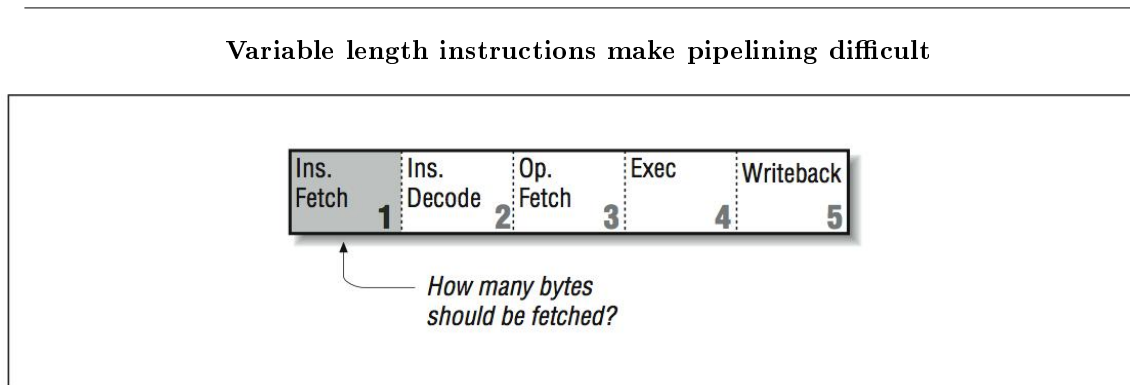 Variable length instructions make pipelining difficult
Ins.
Fetch
1
Ins.
Decode
2
Op.
Fetch
3
Exec
4
Writeback
5
How many bytes
should be fetched?